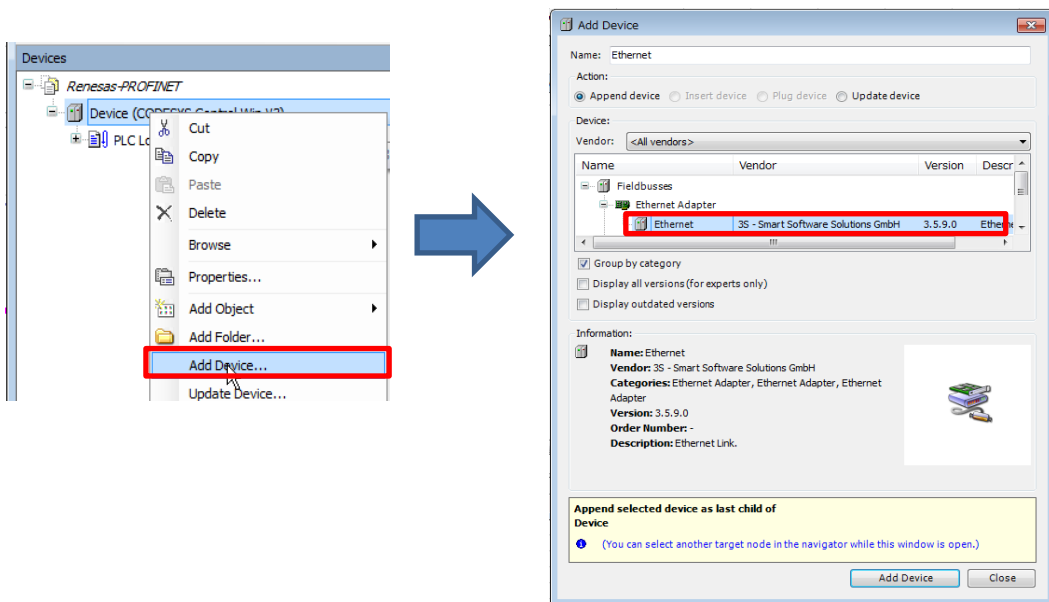 Devices
Renesas-PROFINET
Device (CODESYS Control Win V3)
PLC Lo
Cut
Copy
Paste
Delete
Browse
Properties...
Add Object
Add Folder...
Add Device...
Update Device...
Add Device
Name: Ethernet
Action:
Append device Insert device Plug device Update device
Device:
Vendor: <All vendors>
Name Vendor Version Descr
Fieldbusses
Ethernet Adapter
Ethernet 3S - Smart Software Solutions GmbH 3.5.9.0
Group by category
Display all versions (for experts only)
Display outdated versions
Information:
Name: Ethernet
Vendor: 3S - Smart Software Solutions GmbH
Categories: Ethernet Adapter, Ethernet Adapter, Ethernet
Adapter
Version: 3.5.9.0
Order Number: -
Description: Ethernet Link.
Append selected device as last child of
Device
(You can select another target node in the navigator while this window is open.)
Add Device Close